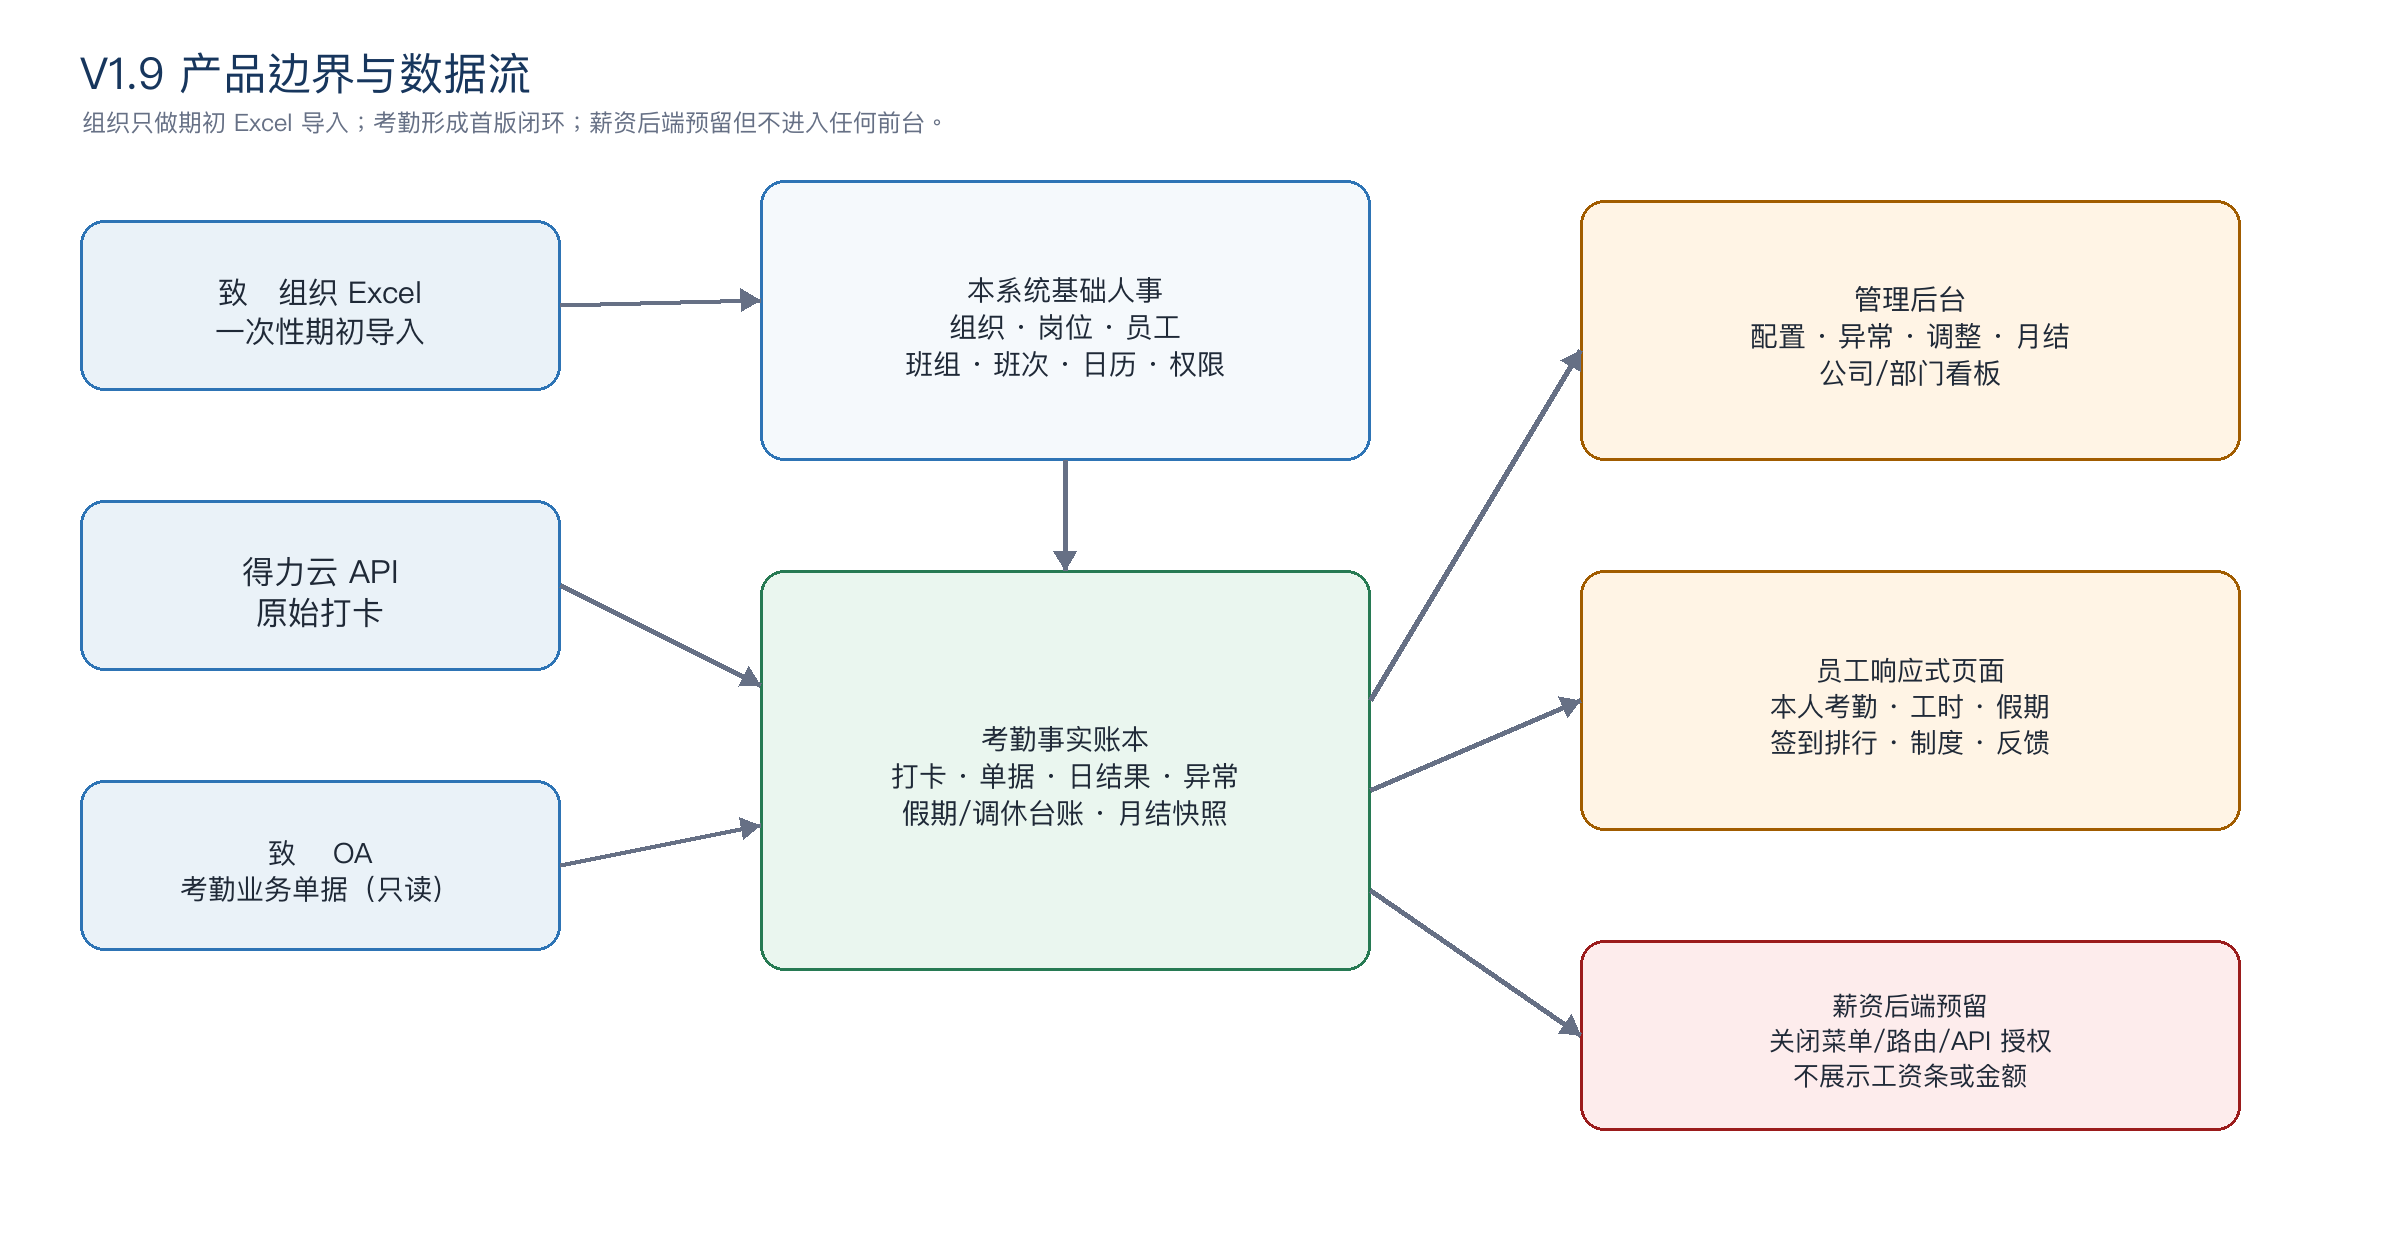 V1.9 产品边界与数据流
组织只做期初 Excel 导入；考勤形成首版闭环；薪资后端预留但不进入任何前台。
致 组织 Excel
一次性期初导入
本系统基础人事
组织 · 岗位 · 员工
班组 · 班次 · 日历 · 权限
管理后台
配置 · 异常 · 调整 · 月结
公司/部门看板
得力云 API
原始打卡
考勤事实账本
打卡 · 单据 · 日结果 · 异常
假期/调休台账 · 月结快照
员工响应式页面
本人考勤 · 工时 · 假期
签到排行 · 制度 · 反馈
致 OA
考勤业务单据（只读）
薪资后端预留
关闭菜单/路由/API 授权
不展示工资条或金额